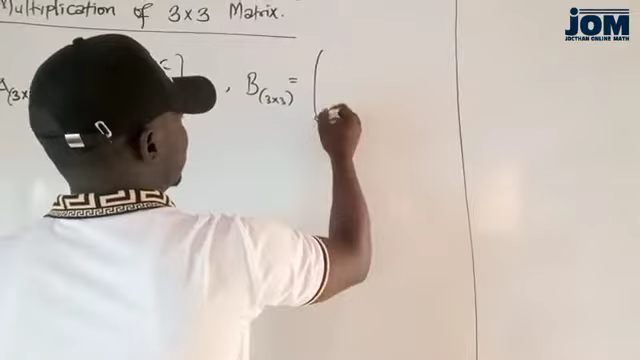 Multiplication of 3x3 Matrix.
, B(3x3) = (
JOM
JOCTHAN ONLINE MATH